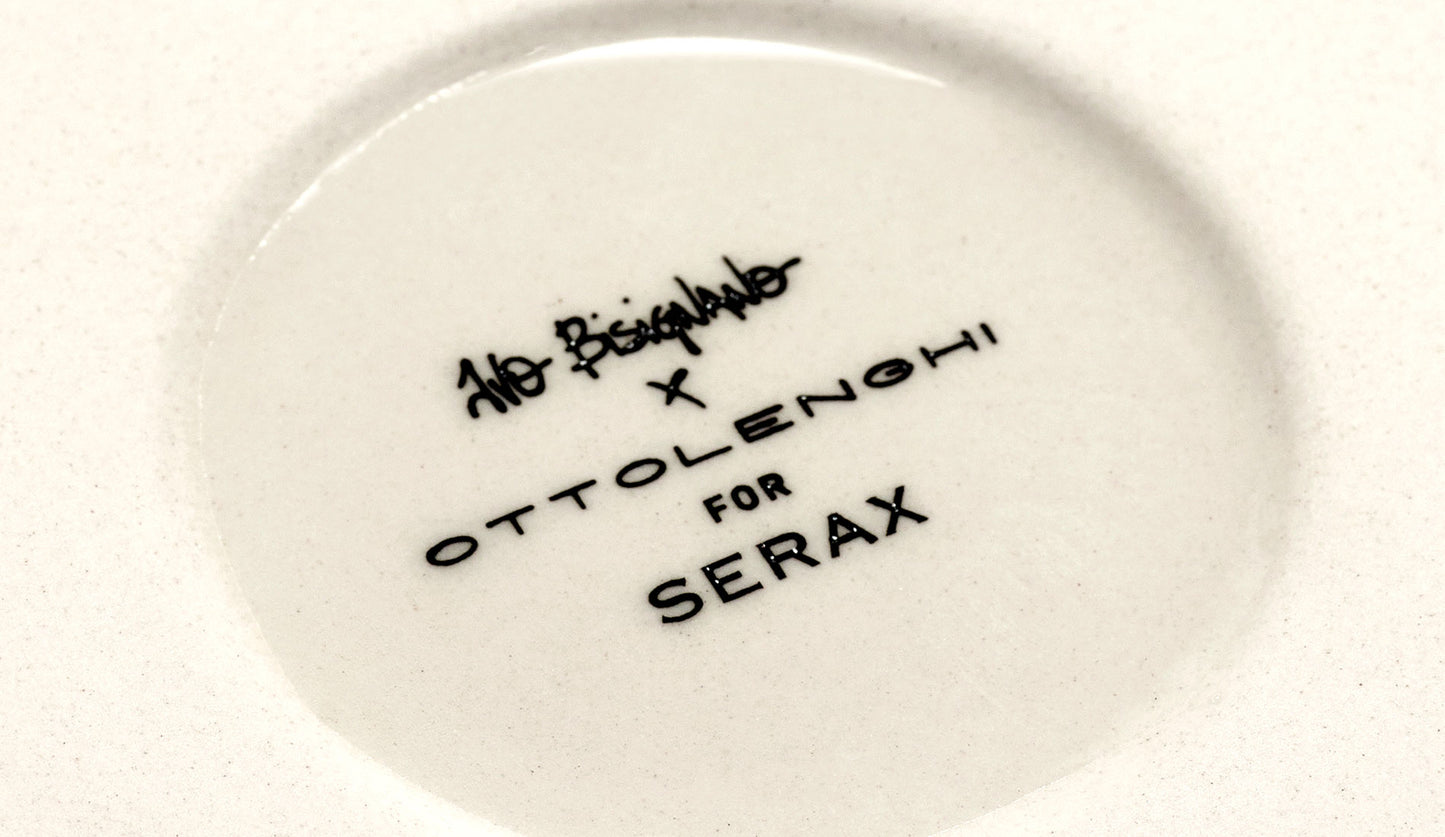 Ivo Bisignano
X
OTTOLENGHI
FOR
SERAX